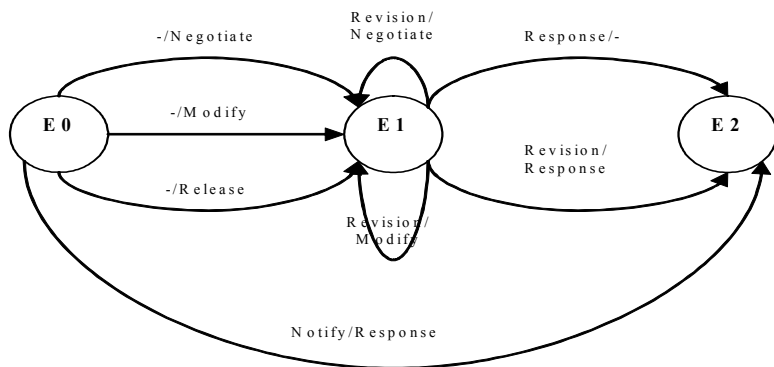 -/Negotiate
Revision/
Negotiate
Response/-
E0
-/Modify
E1
E2
Revision/
Response
-/Release
Revision/
Modify
Notify/Response